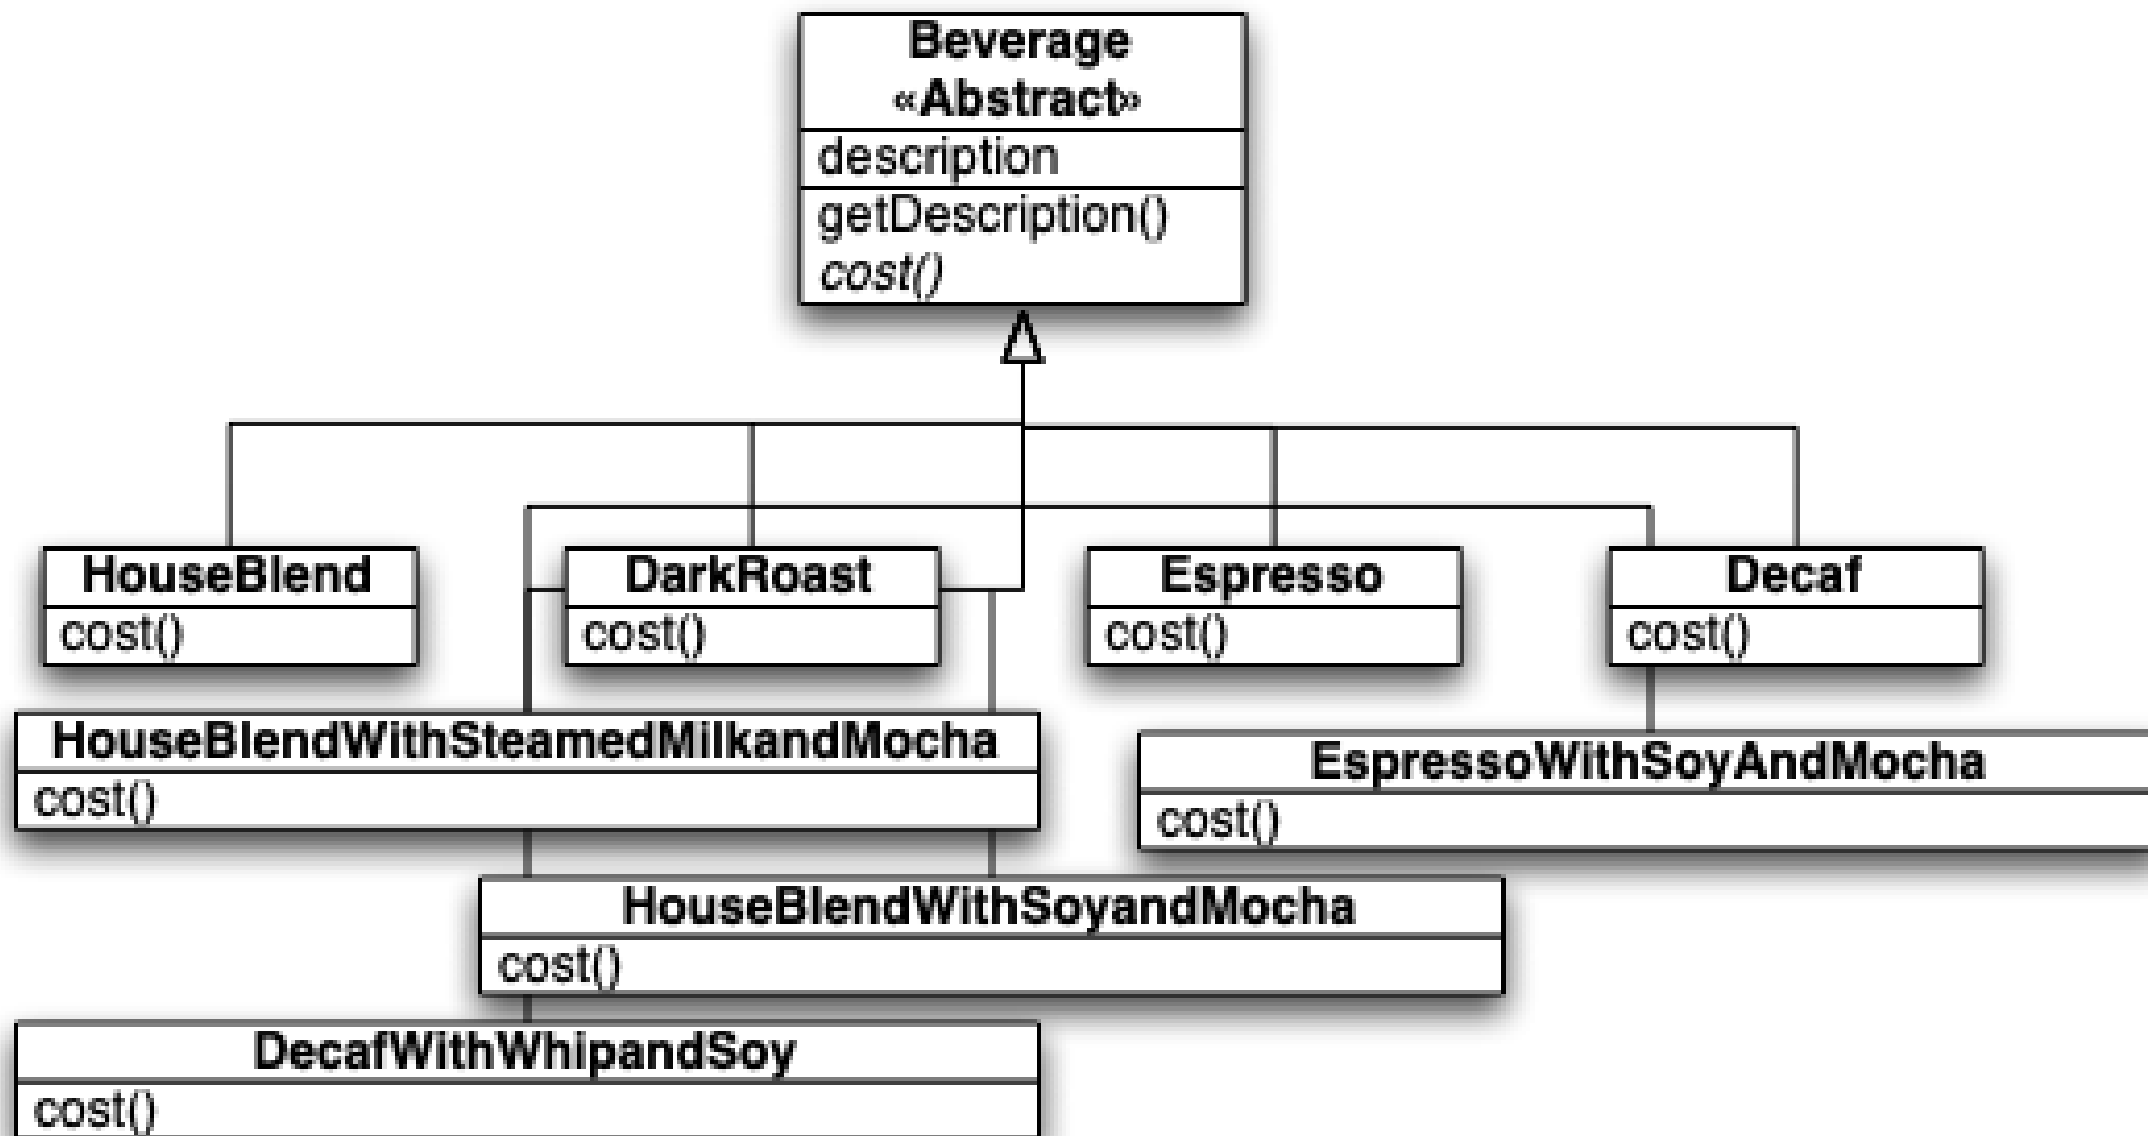 Beverage
«Abstract»
description
getDescription()
cost()
HouseBlend
cost()
DarkRoast
cost()
Espresso
cost()
Decaf
cost()
HouseBlendWithSteamedMilkandMocha
cost()
EspressoWithSoyAndMocha
cost()
HouseBlendWithSoyandMocha
cost()
DecafWithWhipandSoy
cost()